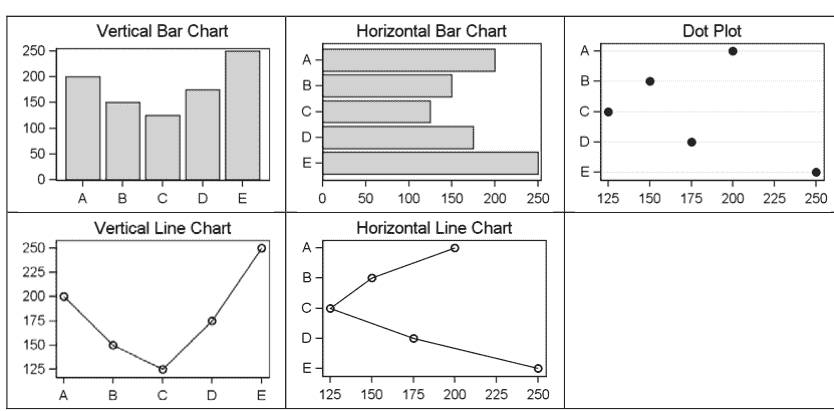 Vertical Bar Chart
250
200
150
100
50
0
A B C D E
Horizontal Bar Chart
A
B
C
D
E
0 50 100 150 200 250
Dot Plot
A
B
C
D
E
125 150 175 200 225 250
Vertical Line Chart
250
225
200
175
150
125
A B C D E
Horizontal Line Chart
A
B
C
D
E
125 150 175 200 225 250